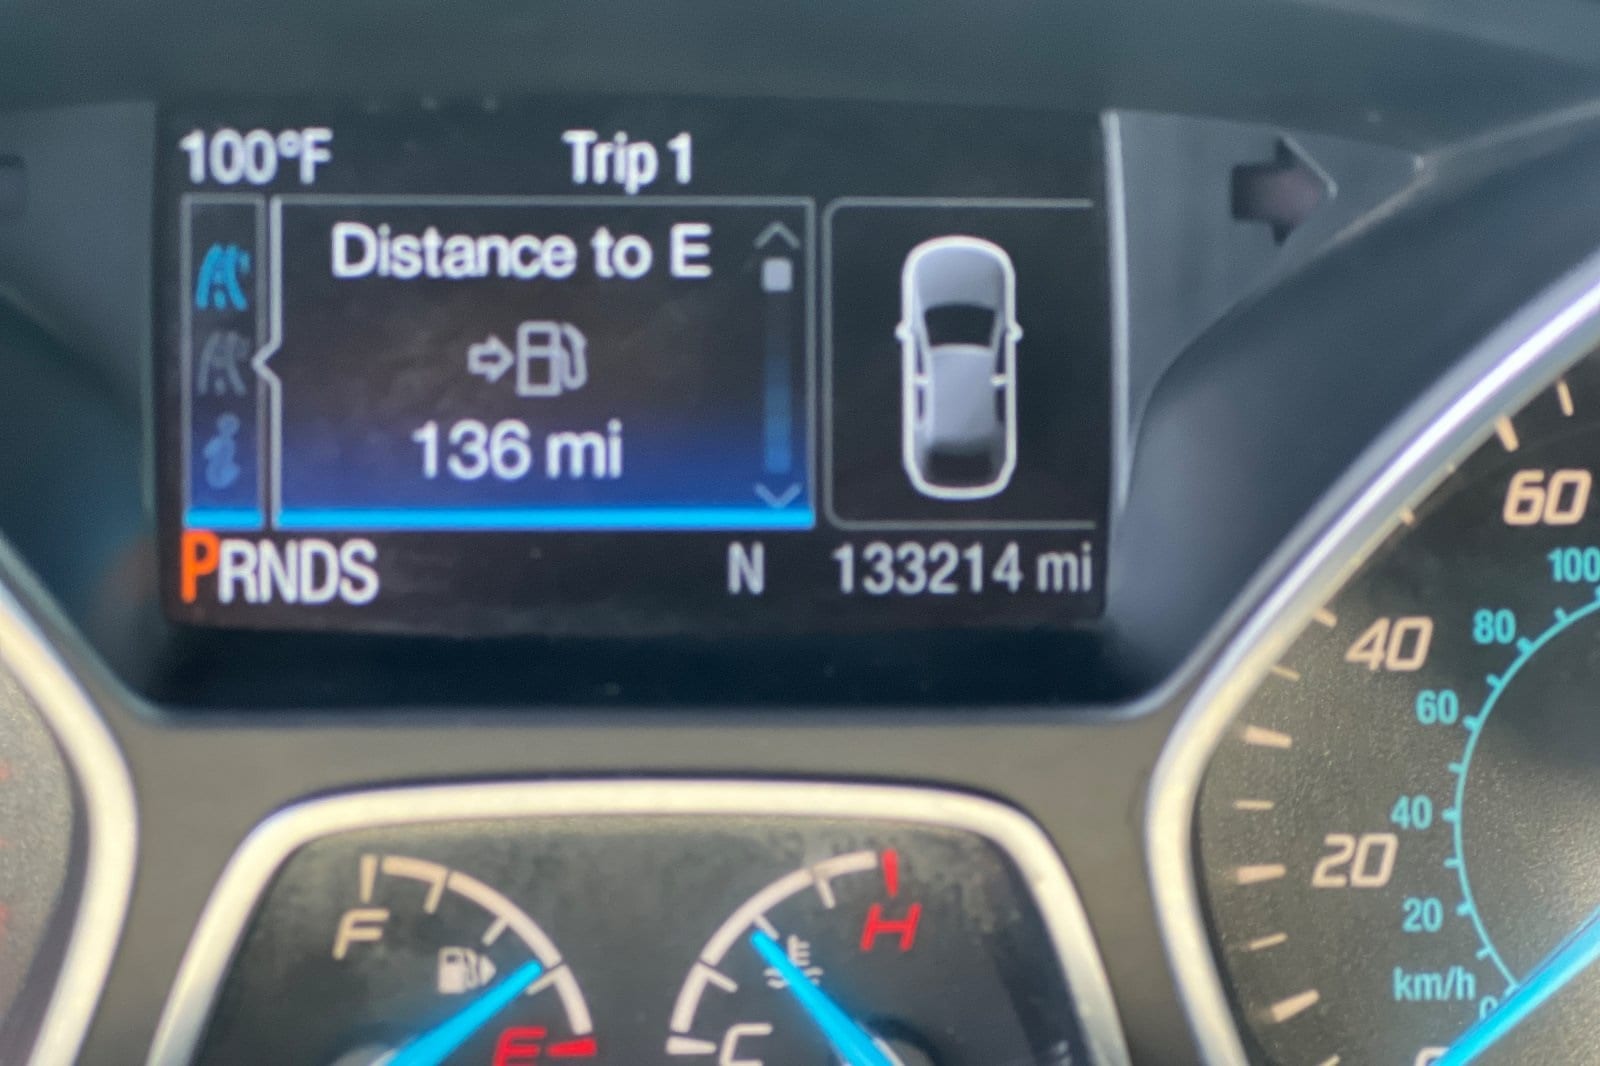 100°F Trip 1
Distance to E
136 mi
PRNDS N 133214 mi
60
100
80
40
60
40
20
20
km/h
0
F
E
H
C